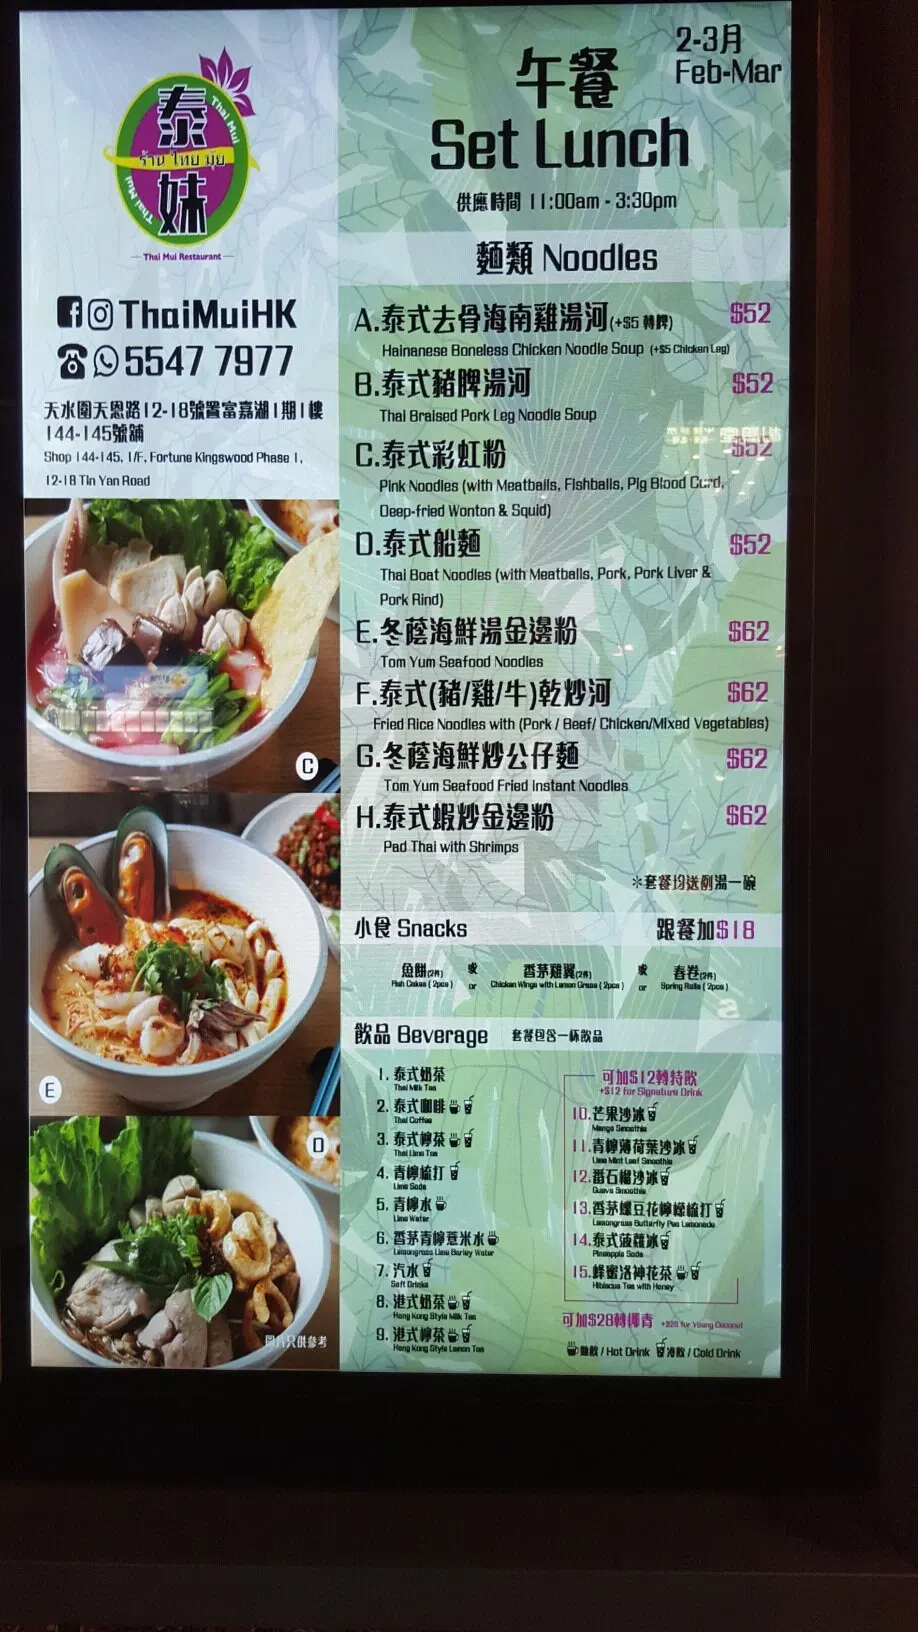 泰
ร้าน ไทย มุ้ย
妹
Thai Mui
Thai Mui
Thai Mui Restaurant
ThaiMuiHK
5547 7977
天水圍天恩路12-18號置富嘉湖1期1樓
144-145號舖
Shop 144-145, 1/F, Fortune Kingswood Phase 1,
12-18 Tin Yan Road
C
E
D
圖片只供參考
2-3月
Feb-Mar
午餐
Set Lunch
供應時間 11:00am - 3:30pm
麵類 Noodles
A.泰式去骨海南雞湯河(+$5 轉髀) $52
Hainanese Boneless Chicken Noodle Soup (+$5 Chicken Leg)
B.泰式豬脾湯河 $52
Thai Braised Pork Leg Noodle Soup
C.泰式彩虹粉 $52
Pink Noodles (with Meatballs, Fishballs, Pig Blood Curd,
Deep-fried Wonton & Squid)
D.泰式船麵 $52
Thai Boat Noodles (with Meatballs, Pork, Pork Liver &
Pork Rind)
E.冬蔭海鮮湯金邊粉 $62
Tom Yum Seafood Noodles
F.泰式(豬/雞/牛)乾炒河 $62
Fried Rice Noodles with (Pork / Beef/ Chicken/Mixed Vegetables)
G.冬蔭海鮮炒公仔麵 $62
Tom Yum Seafood Fried Instant Noodles
H.泰式蝦炒金邊粉 $62
Pad Thai with Shrimps
*套餐均送例湯一碗
小食 Snacks 跟餐加$18
魚餅(2件) 或 香茅雞翼(2件) 或 春卷(2件)
Fish Cakes ( 2pcs ) or Chicken Wings with Lemon Grass ( 2pcs ) or Spring Rolls ( 2pcs )
飲品 Beverage 套餐包含一杯飲品
1. 泰式奶茶
Thai Milk Tea
2. 泰式咖啡
Thai Coffee
3. 泰式檸茶
Thai Lime Tea
4. 青檸梳打
Lime Soda
5. 青檸水
Lime Water
6. 香茅青檸薏米水
Lemongrass Lime Barley Water
7. 汽水
Soft Drinks
8. 港式奶茶
Hong Kong Style Milk Tea
9. 港式檸茶
Hong Kong Style Lemon Tea
可加$12轉特飲
+$12 for Signature Drink
10.芒果沙冰
Mango Smoothie
11.青檸薄荷葉沙冰
Lime Mint Leaf Smoothie
12.番石榴沙冰
Guava Smoothie
13.香茅蝶豆花檸檬梳打
Lemongrass Butterfly Pea Lemonade
14.泰式菠蘿冰
Pineapple Soda
15.蜂蜜洛神花茶
Hibiscus Tea with Honey
可加$28轉椰青 +$28 for Young Coconut
熱飲 / Hot Drink 凍飲 / Cold Drink